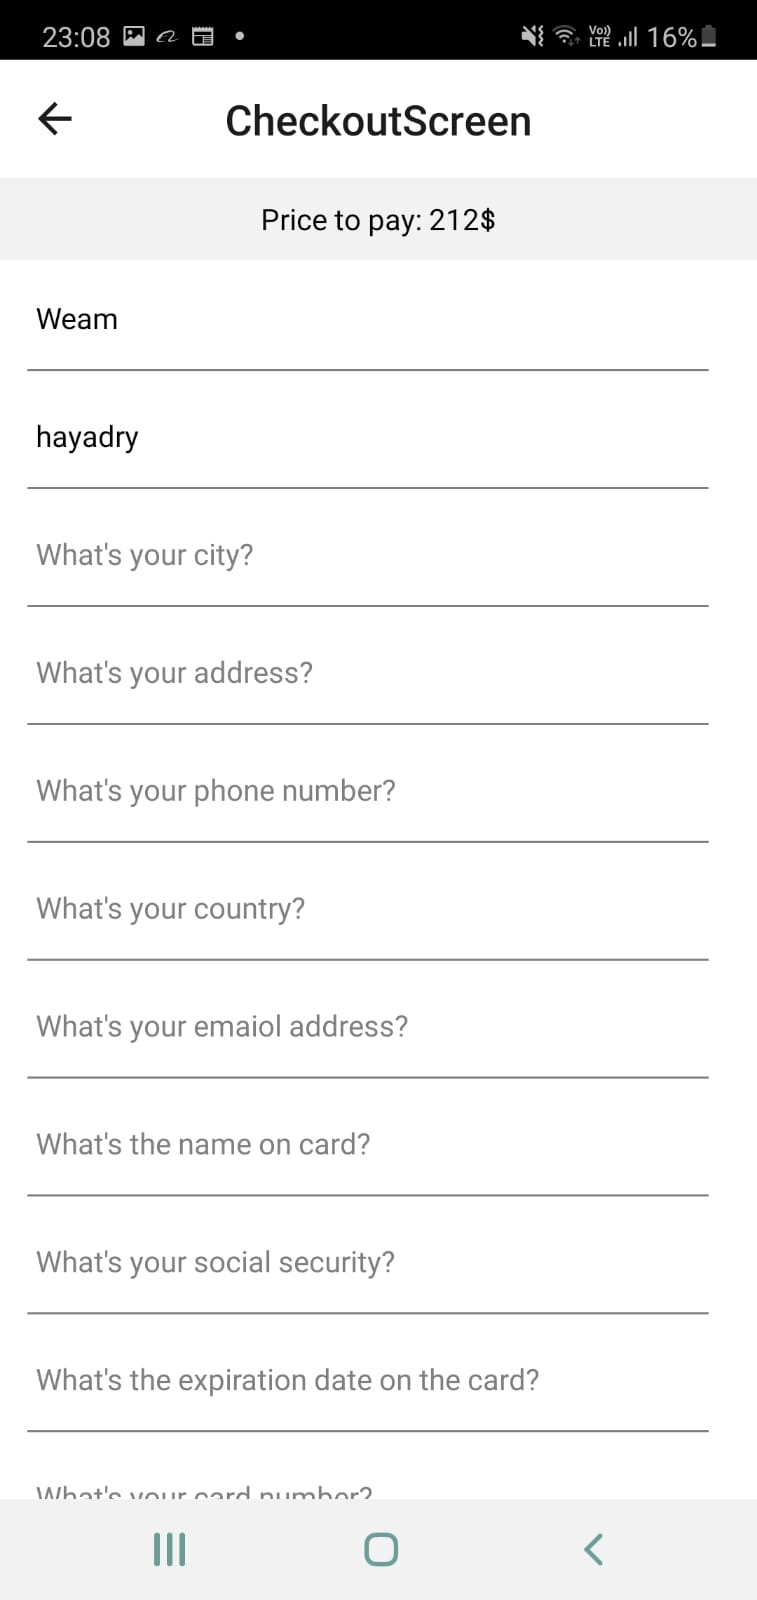 23:08
Vo))
LTE
16%
CheckoutScreen
Price to pay: 212$
Weam
hayadry
What's your city?
What's your address?
What's your phone number?
What's your country?
What's your emaiol address?
What's the name on card?
What's your social security?
What's the expiration date on the card?
What's your card number?